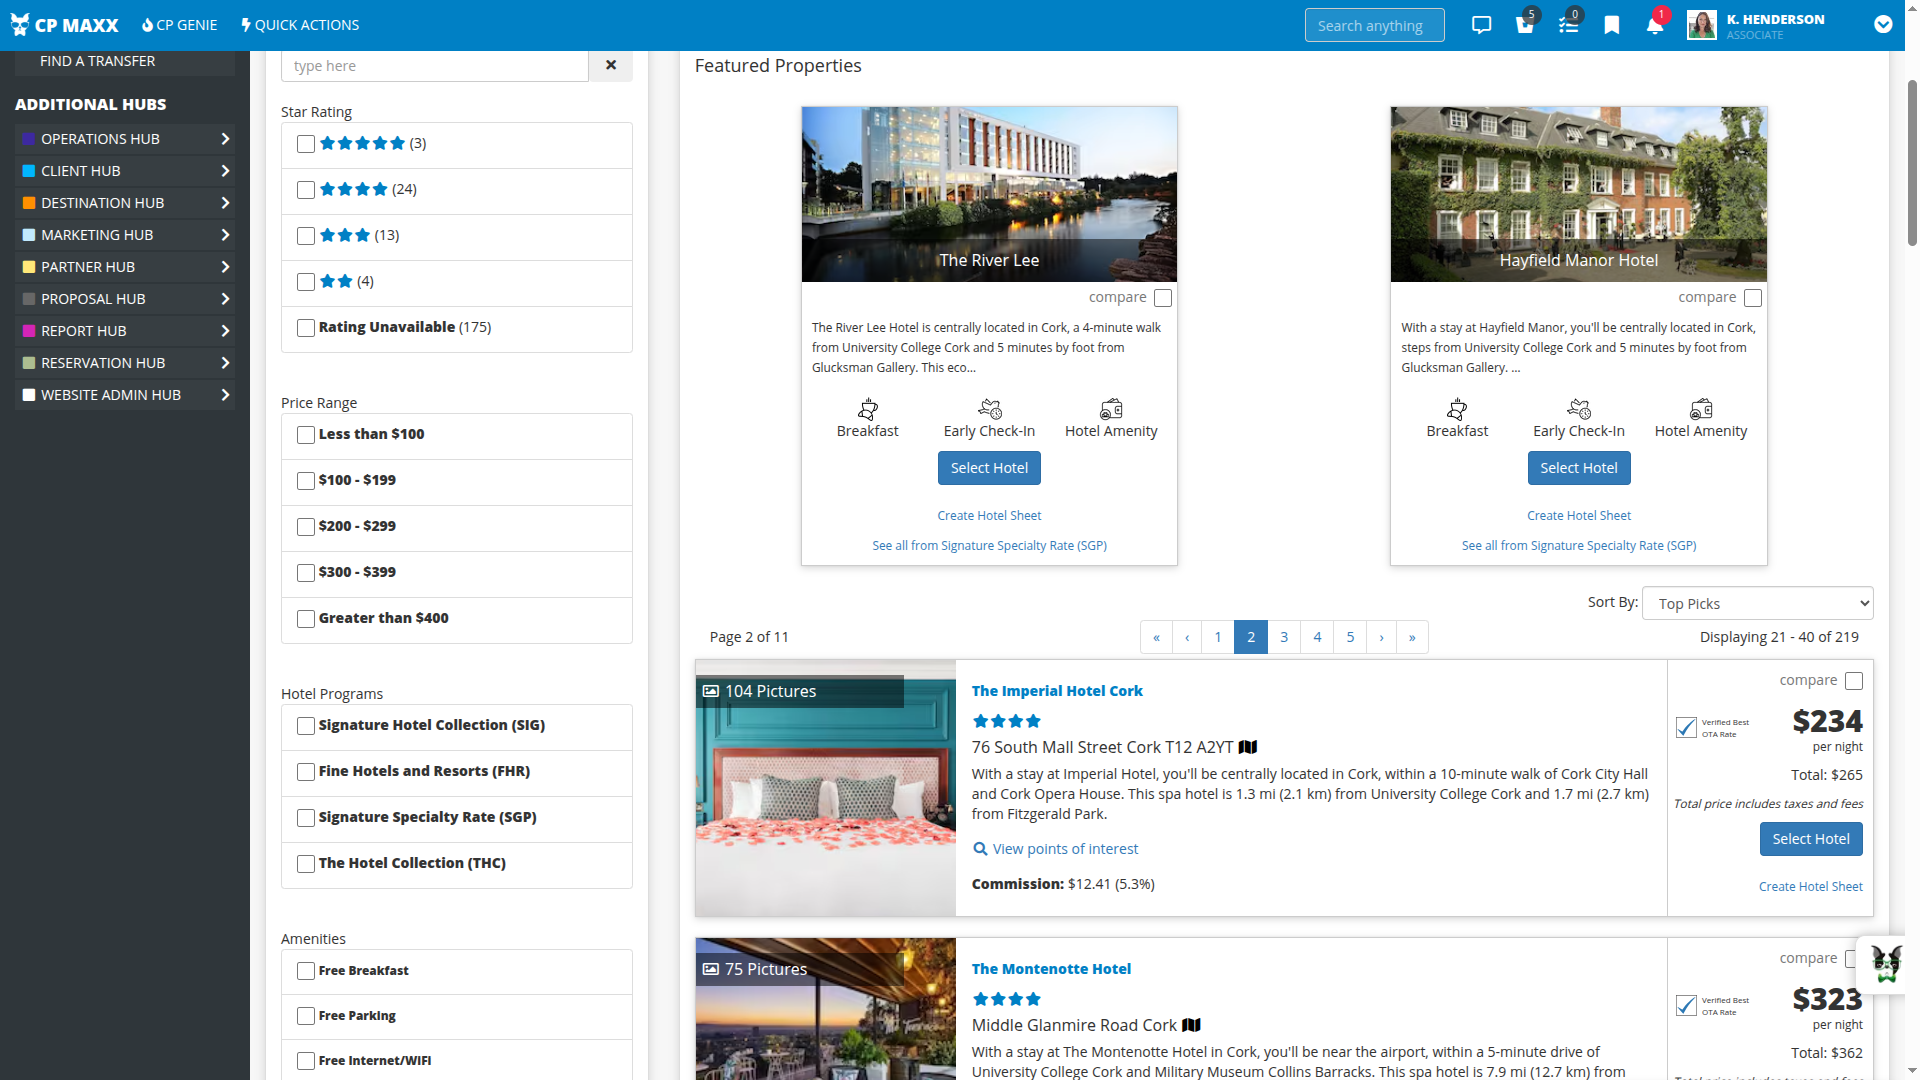 CP MAXX
CP GENIE
QUICK ACTIONS
Search anything
5
0
1
K. HENDERSON
ASSOCIATE
FIND A TRANSFER
ADDITIONAL HUBS
OPERATIONS HUB
CLIENT HUB
DESTINATION HUB
MARKETING HUB
PARTNER HUB
PROPOSAL HUB
REPORT HUB
RESERVATION HUB
WEBSITE ADMIN HUB
type here
Star Rating
(3)
(24)
(13)
(4)
Rating Unavailable (175)
Price Range
Less than $100
$100 - $199
$200 - $299
$300 - $399
Greater than $400
Hotel Programs
Signature Hotel Collection (SIG)
Fine Hotels and Resorts (FHR)
Signature Specialty Rate (SGP)
The Hotel Collection (THC)
Amenities
Free Breakfast
Free Parking
Free Internet/WIFI
Featured Properties
The River Lee
compare
The River Lee Hotel is centrally located in Cork, a 4-minute walk
from University College Cork and 5 minutes by foot from
Glucksman Gallery. This eco...
Breakfast
Early Check-In
Hotel Amenity
Select Hotel
Create Hotel Sheet
See all from Signature Specialty Rate (SGP)
Hayfield Manor Hotel
compare
With a stay at Hayfield Manor, you'll be centrally located in Cork,
steps from University College Cork and 5 minutes by foot from
Glucksman Gallery. ...
Breakfast
Early Check-In
Hotel Amenity
Select Hotel
Create Hotel Sheet
See all from Signature Specialty Rate (SGP)
Sort By: Top Picks
Page 2 of 11
« ‹ 1 2 3 4 5 › »
Displaying 21 - 40 of 219
104 Pictures
The Imperial Hotel Cork
76 South Mall Street Cork T12 A2YT
With a stay at Imperial Hotel, you'll be centrally located in Cork, within a 10-minute walk of Cork City Hall
and Cork Opera House. This spa hotel is 1.3 mi (2.1 km) from University College Cork and 1.7 mi (2.7 km)
from Fitzgerald Park.
View points of interest
Commission: $12.41 (5.3%)
compare
Verified Best
OTA Rate
$234
per night
Total: $265
Total price includes taxes and fees
Select Hotel
Create Hotel Sheet
75 Pictures
The Montenotte Hotel
Middle Glanmire Road Cork
With a stay at The Montenotte Hotel in Cork, you'll be near the airport, within a 5-minute drive of
University College Cork and Military Museum Collins Barracks. This spa hotel is 7.9 mi (12.7 km) from
compare
Verified Best
OTA Rate
$323
per night
Total: $362